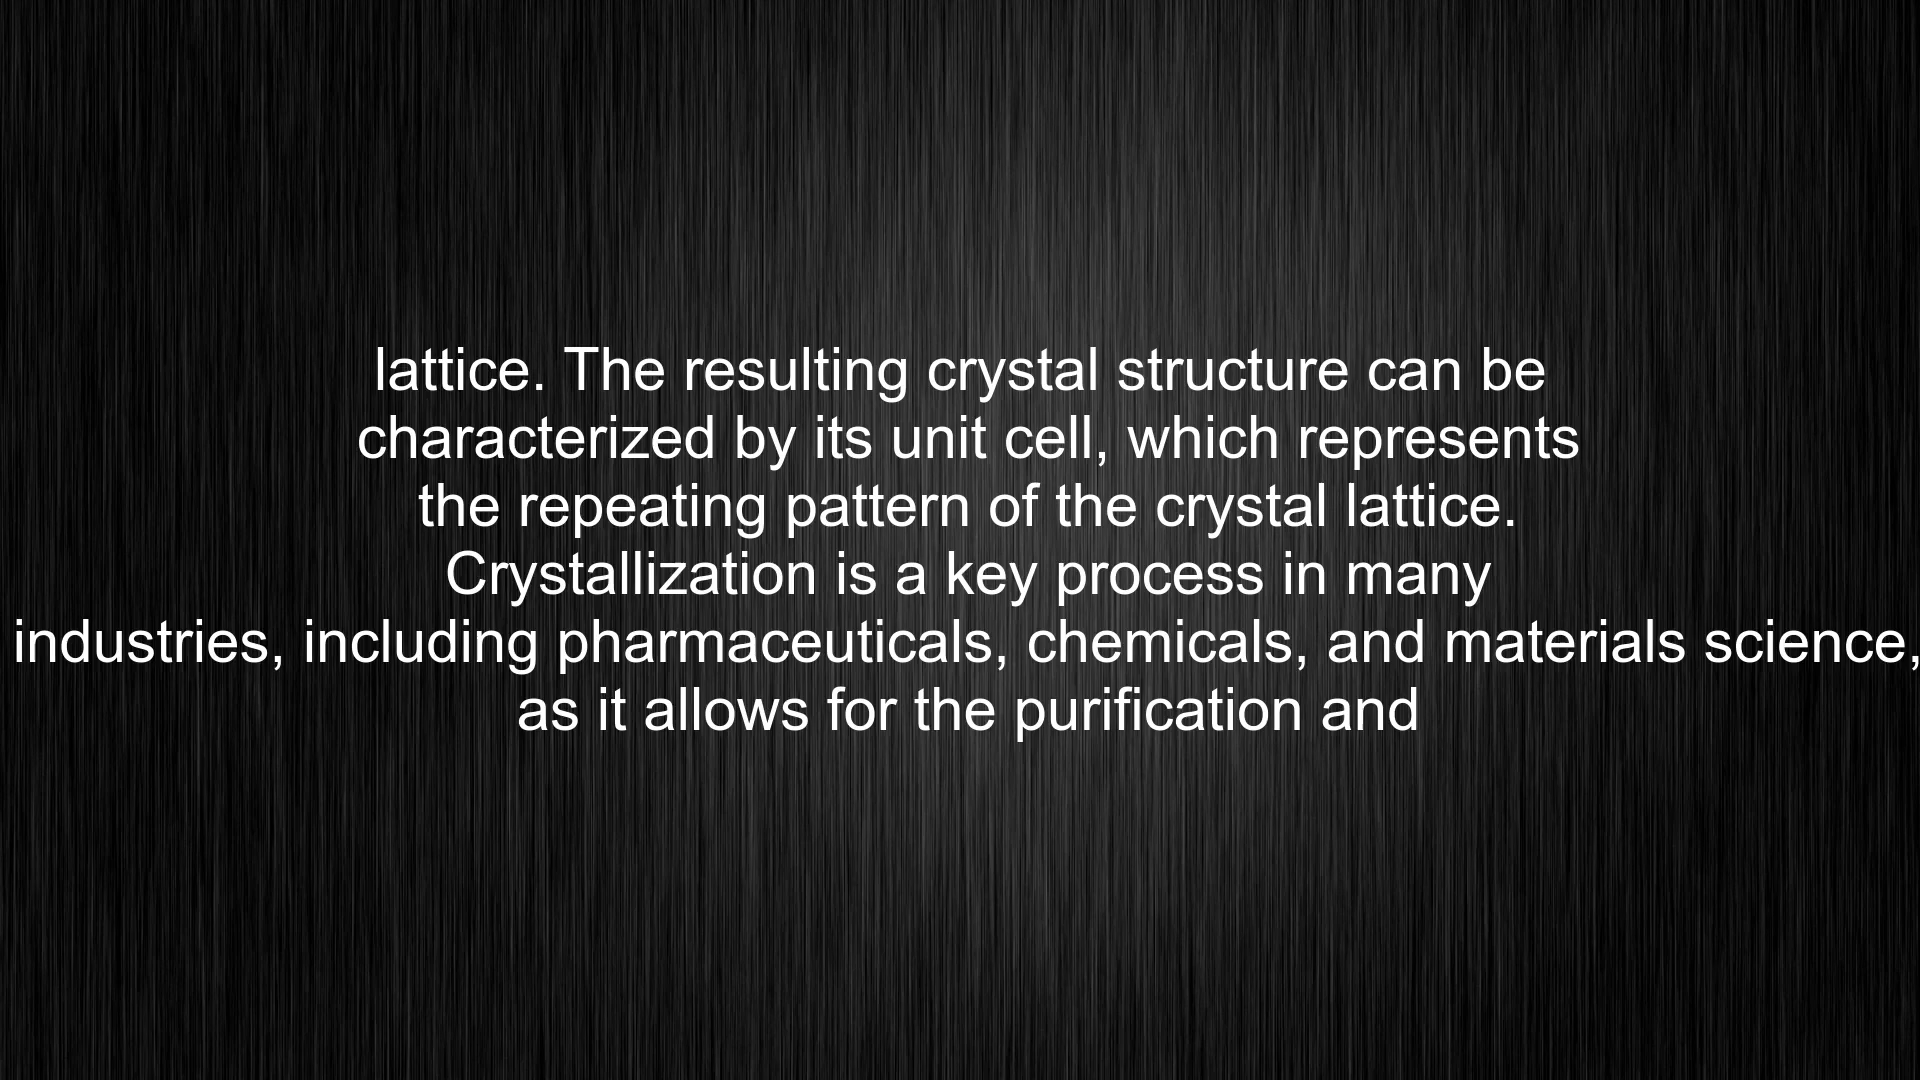 lattice. The resulting crystal structure can be
characterized by its unit cell, which represents
the repeating pattern of the crystal lattice.
Crystallization is a key process in many
industries, including pharmaceuticals, chemicals, and materials science,
as it allows for the purification and